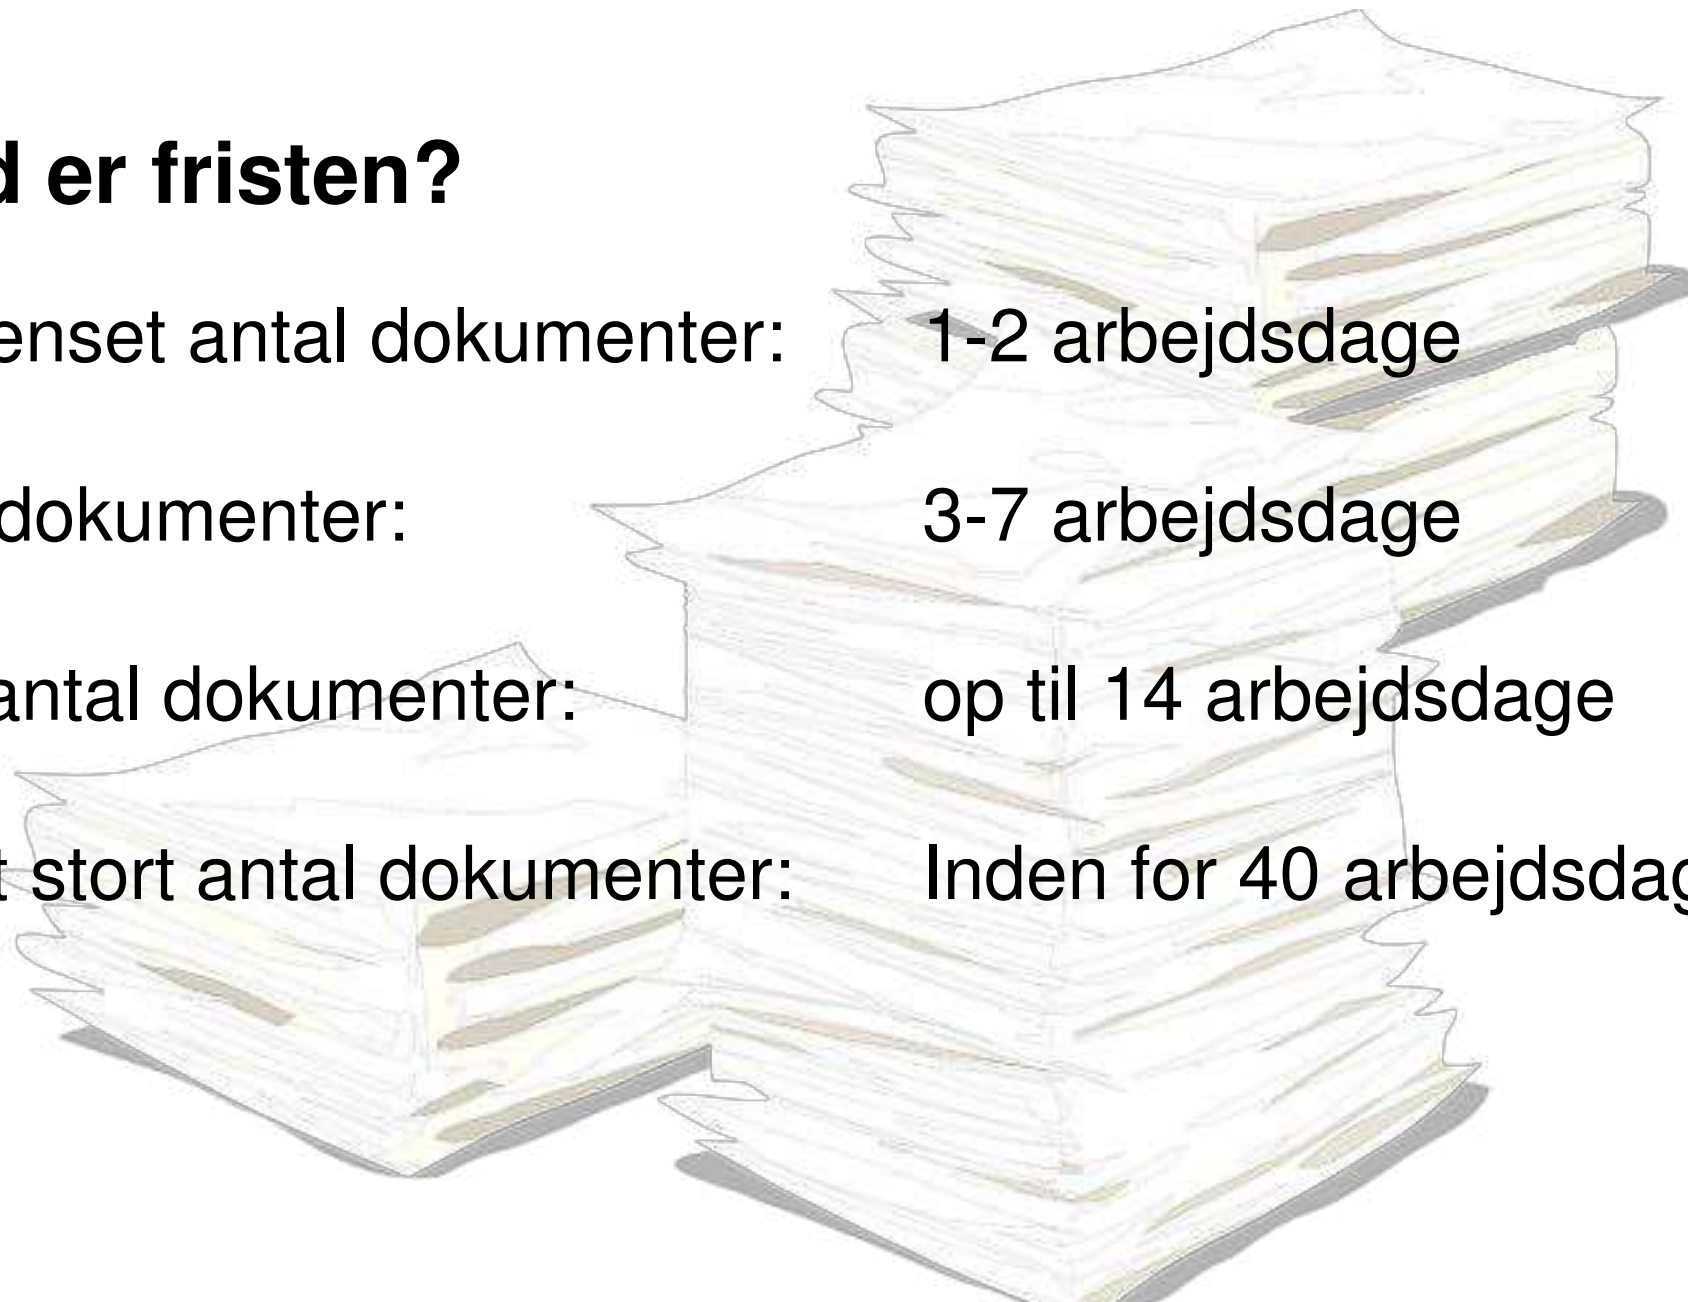 d er fristen?
enset antal dokumenter: 1-2 arbejdsdage
dokumenter: 3-7 arbejdsdage
antal dokumenter: op til 14 arbejdsdage
t stort antal dokumenter: Inden for 40 arbejdsdag